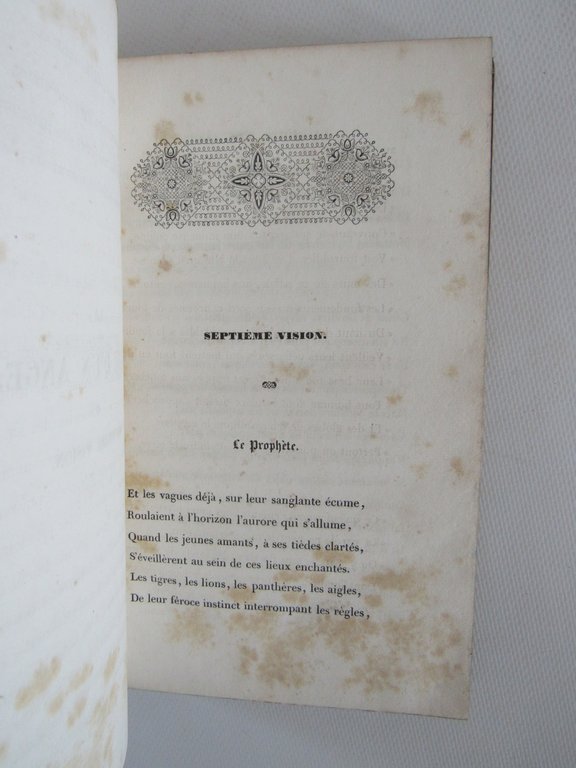 SEPTIÈME VISION.
Le Prophète.
Et les vagues déjà, sur leur sanglante écume,
Roulaient à l'horizon l'aurore qui s'allume,
Quand les jeunes amants, à ses tièdes clartés,
S'éveillèrent au sein de ces lieux enchantés.
Les tigres, les lions, les panthères, les aigles,
De leur féroce instinct interrompant les règles,